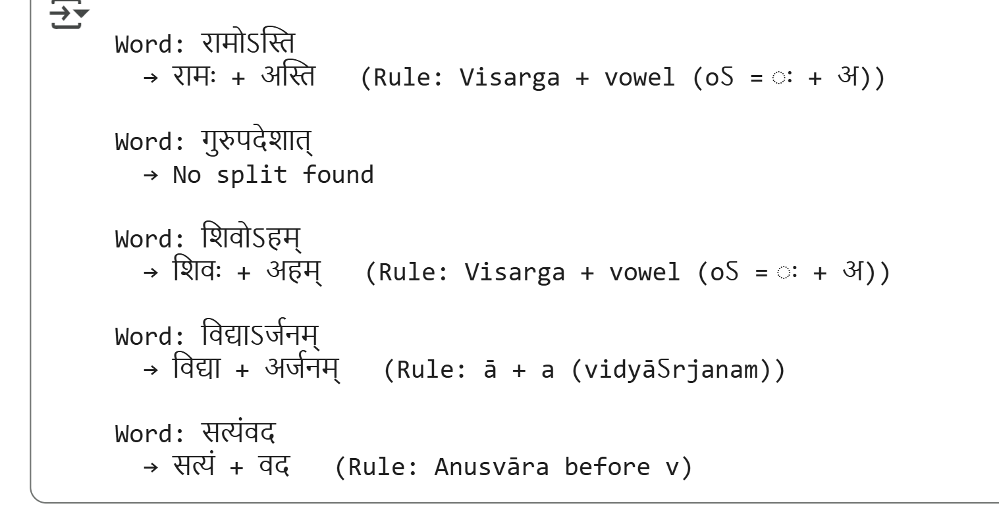 Word: रामोऽस्ति
→ रामः + अस्ति (Rule: Visarga + vowel (oऽ = ः + अ))
Word: गुरुपदेशात्
→ No split found
Word: शिवोऽहम्
→ शिवः + अहम् (Rule: Visarga + vowel (oऽ = ः + अ))
Word: विद्याऽर्जनम्
→ विद्या + अर्जनम् (Rule: ā + a (vidyāऽrjanam))
Word: सत्यंवद
→ सत्यं + वद (Rule: Anusvāra before v)